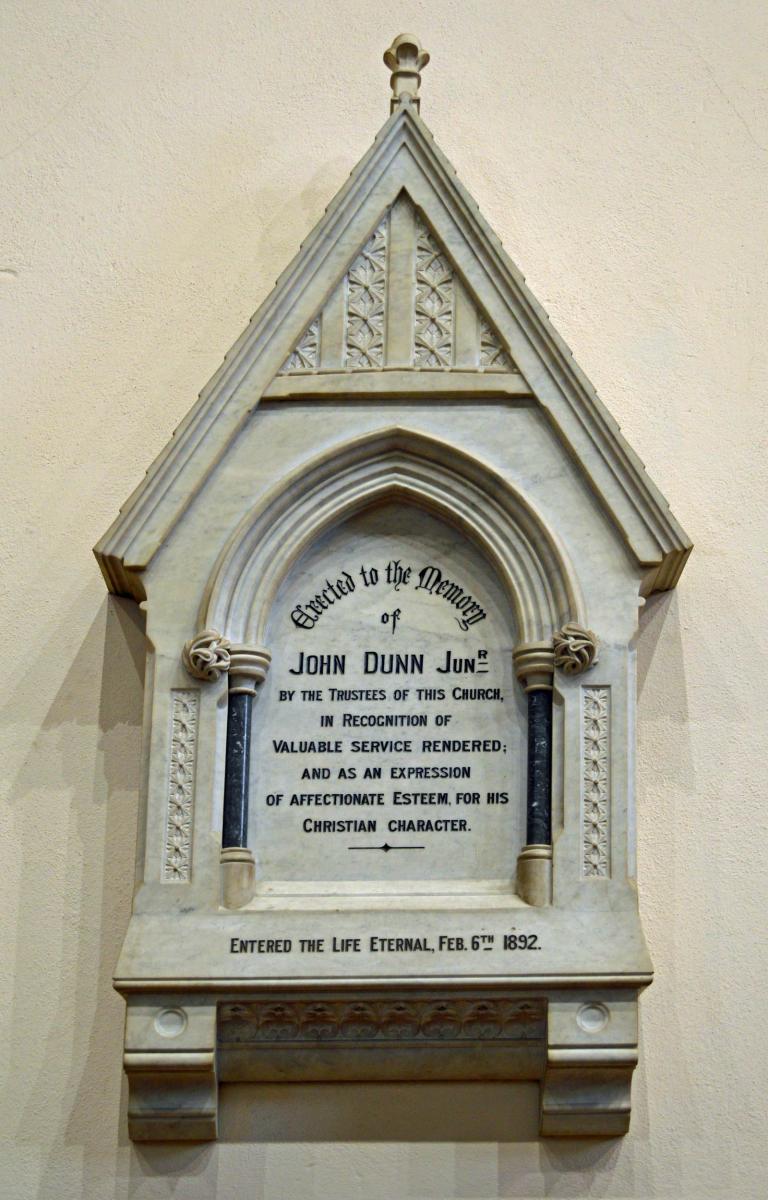 Erected to the Memory
of
JOHN DUNN JUNR
BY THE TRUSTEES OF THIS CHURCH,
IN RECOGNITION OF
VALUABLE SERVICE RENDERED;
AND AS AN EXPRESSION
OF AFFECTIONATE ESTEEM, FOR HIS
CHRISTIAN CHARACTER.
ENTERED THE LIFE ETERNAL, FEB. 6TH 1892.